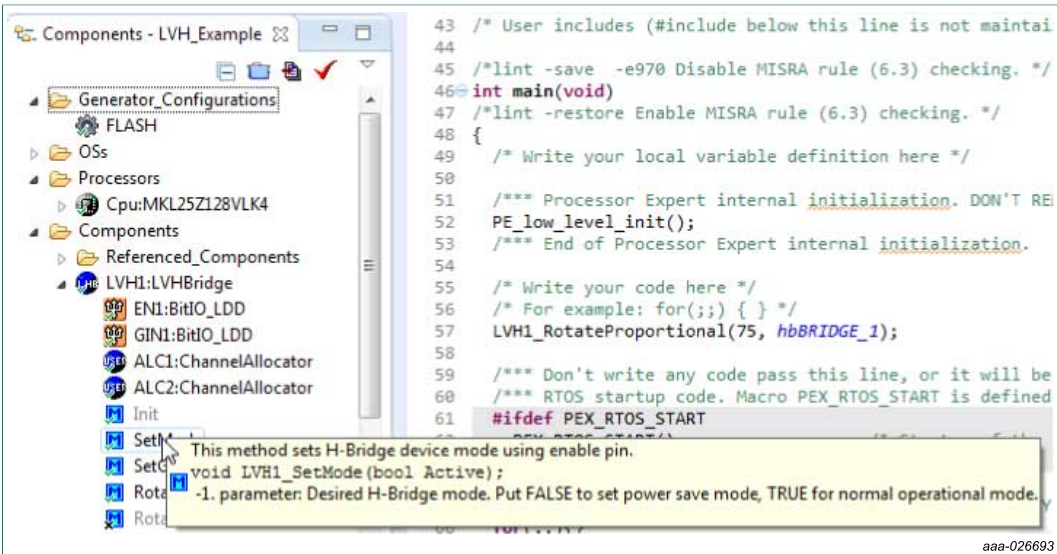 Components - LVH_Example
Generator_Configurations
FLASH
OSs
Processors
Cpu:MKL25Z128VLK4
Components
Referenced_Components
LVH1:LVHBridge
EN1:BitIO_LDD
GIN1:BitIO_LDD
ALC1:ChannelAllocator
ALC2:ChannelAllocator
Init
43 /* User includes (#include below this line is not maintai
44
45 /*lint -save -e970 Disable MISRA rule (6.3) checking. */
46 int main(void)
47 /*lint -restore Enable MISRA rule (6.3) checking. */
48 {
49 /* Write your local variable definition here */
50
51 /*** Processor Expert internal initialization. DON'T RE
52 PE_low_level_init();
53 /*** End of Processor Expert internal initialization.
54
55 /* Write your code here */
56 /* For example: for(;;) { } */
57 LVH1_RotateProportional(75, hbBRIDGE_1);
58
59 /*** Don't write any code pass this line, or it will be
60 /*** RTOS startup code. Macro PEX_RTOS_START is defined
61 #ifdef PEX_RTOS_START
This method sets H-Bridge device mode using enable pin.
void LVH1_SetMode(bool Active);
-1. parameter: Desired H-Bridge mode. Put FALSE to set power save mode, TRUE for normal operational mode.
aaa-026693